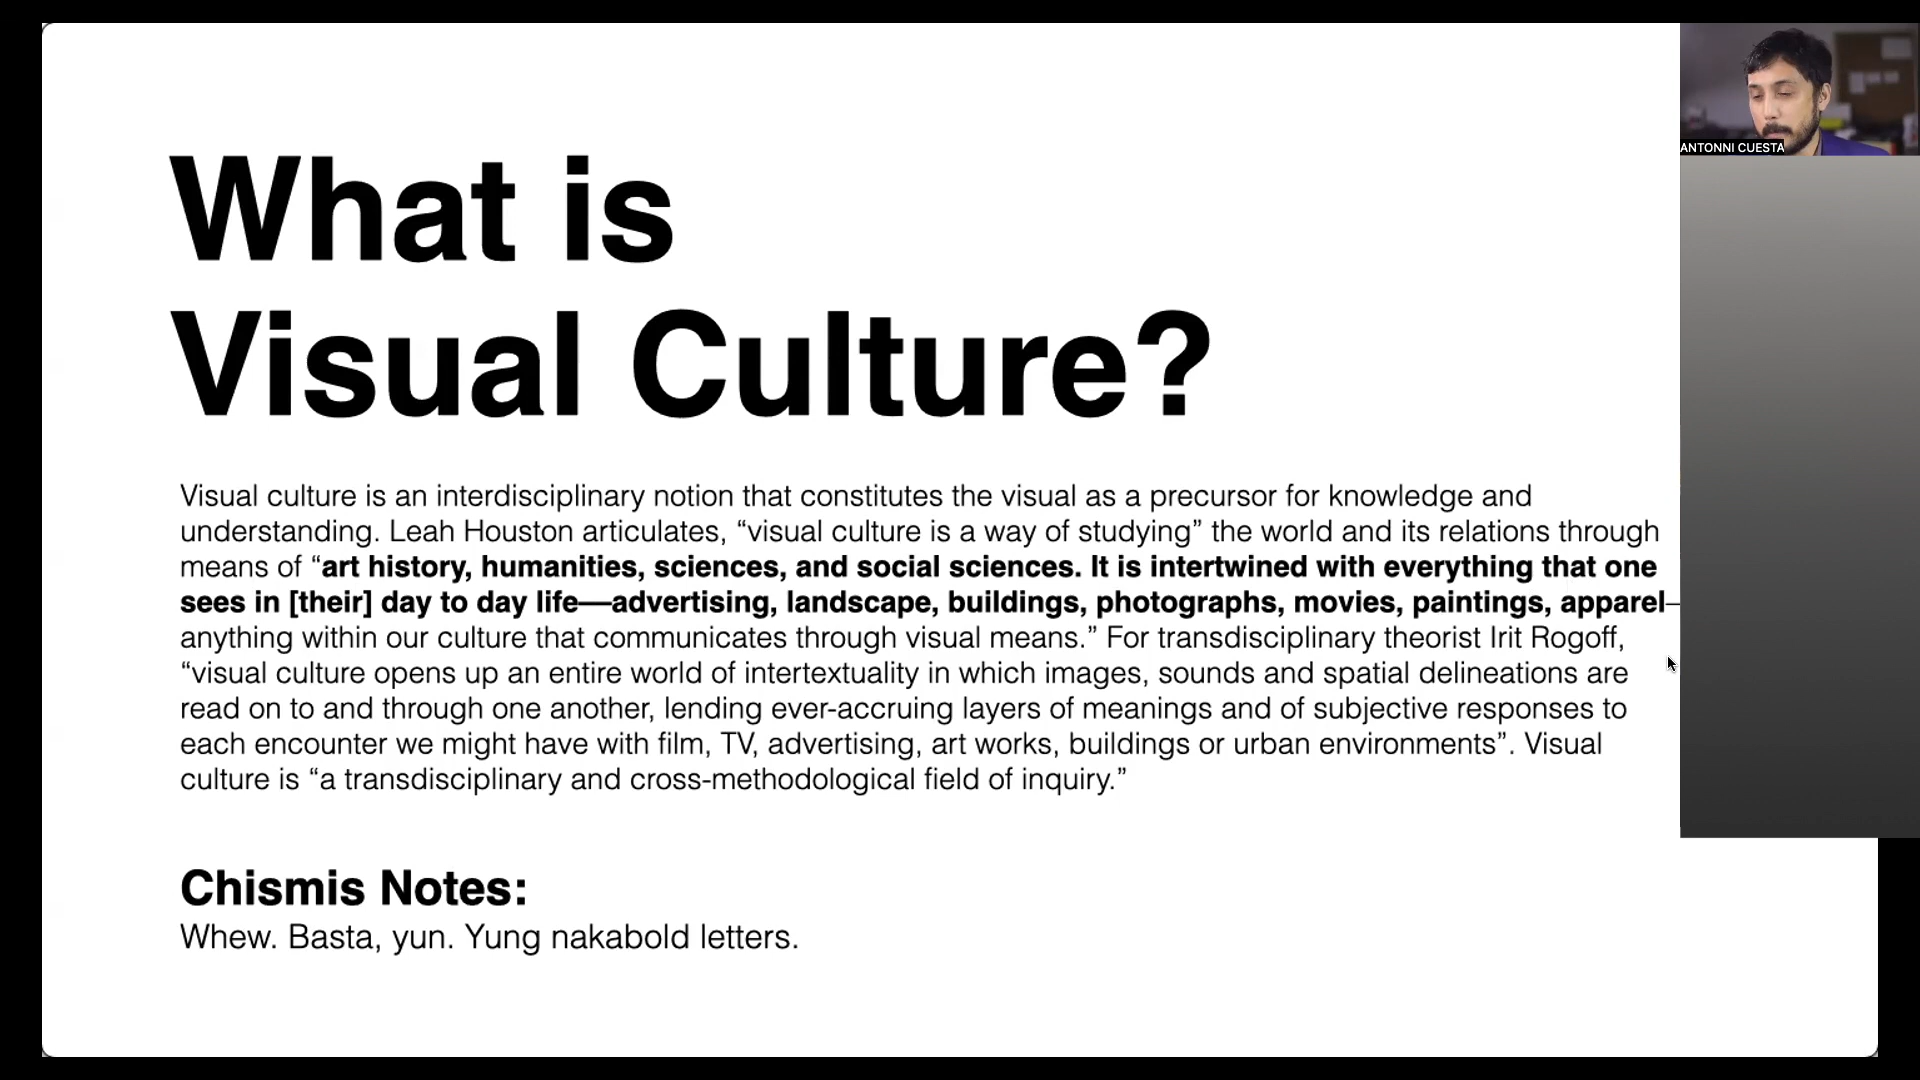 What is
Visual Culture?
Visual culture is an interdisciplinary notion that constitutes the visual as a precursor for knowledge and
understanding. Leah Houston articulates, “visual culture is a way of studying” the world and its relations through
means of “art history, humanities, sciences, and social sciences. It is intertwined with everything that one
sees in [their] day to day life—advertising, landscape, buildings, photographs, movies, paintings, apparel—
anything within our culture that communicates through visual means.” For transdisciplinary theorist Irit Rogoff,
“visual culture opens up an entire world of intertextuality in which images, sounds and spatial delineations are
read on to and through one another, lending ever-accruing layers of meanings and of subjective responses to
each encounter we might have with film, TV, advertising, art works, buildings or urban environments”. Visual
culture is “a transdisciplinary and cross-methodological field of inquiry.”
Chismis Notes:
Whew. Basta, yun. Yung nakabold letters.
ANTONNI CUESTA